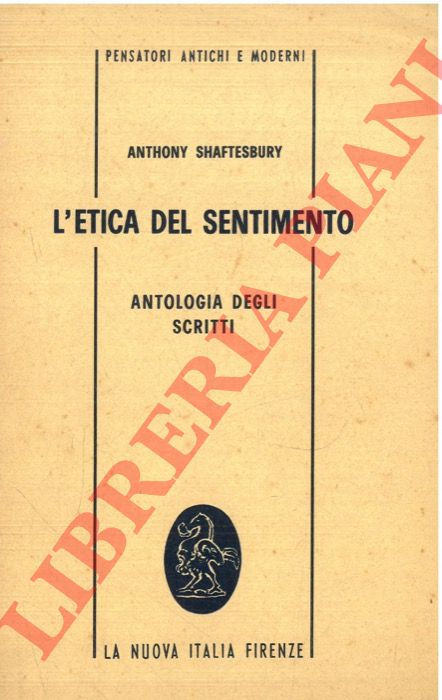 PENSATORI ANTICHI E MODERNI
ANTHONY SHAFTESBURY
L'ETICA DEL SENTIMENTO
ANTOLOGIA DEGLI
SCRITTI
LA NUOVA ITALIA FIRENZE
LIBRERIA PIANI